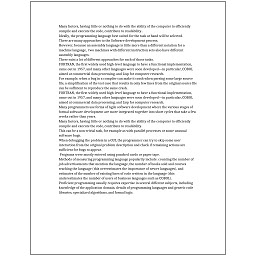 Many factors, having little or nothing to do with the ability of the computer to efficiently
compile and execute the code, contribute to readability.
Ideally, the programming language best suited for the task at hand will be selected.
There are many approaches to the Software development process.
However, because an assembly language is little more than a different notation for a
machine language, two machines with different instruction sets also have different
assembly languages.
There exist a lot of different approaches for each of those tasks.
FORTRAN, the first widely used high-level language to have a functional implementation,
came out in 1957, and many other languages were soon developed—in particular, COBOL
aimed at commercial data processing, and Lisp for computer research.
For example, when a bug in a compiler can make it crash when parsing some large source
file, a simplification of the test case that results in only few lines from the original source file
can be sufficient to reproduce the same crash.
FORTRAN, the first widely used high-level language to have a functional implementation,
came out in 1957, and many other languages were soon developed—in particular, COBOL
aimed at commercial data processing, and Lisp for computer research.
Many programmers use forms of Agile software development where the various stages of
formal software development are more integrated together into short cycles that take a few
weeks rather than years.
Many factors, having little or nothing to do with the ability of the computer to efficiently
compile and execute the code, contribute to readability.
This can be a non-trivial task, for example as with parallel processes or some unusual
software bugs.
When debugging the problem in a GUI, the programmer can try to skip some user
interaction from the original problem description and check if remaining actions are
sufficient for bugs to appear.
Programs were mostly entered using punched cards or paper tape.
Methods of measuring programming language popularity include: counting the number of
job advertisements that mention the language, the number of books sold and courses
teaching the language (this overestimates the importance of newer languages), and
estimates of the number of existing lines of code written in the language (this
underestimates the number of users of business languages such as COBOL).
Proficient programming usually requires expertise in several different subjects, including
knowledge of the application domain, details of programming languages and generic code
libraries, specialized algorithms, and formal logic.